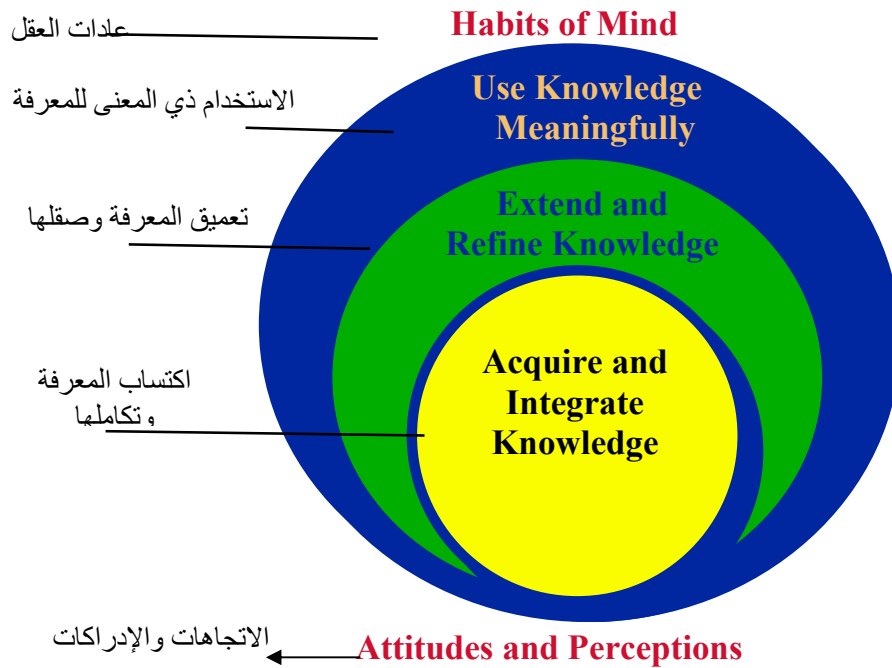 Habits of Mind
عادات العقل
Use Knowledge
Meaningfully
الاستخدام ذي المعنى للمعرفة
Extend and
Refine Knowledge
تعميق المعرفة وصقلها
Acquire and
Integrate
Knowledge
اكتساب المعرفة
وتكاملها
Attitudes and Perceptions
الاتجاهات والإدراكات